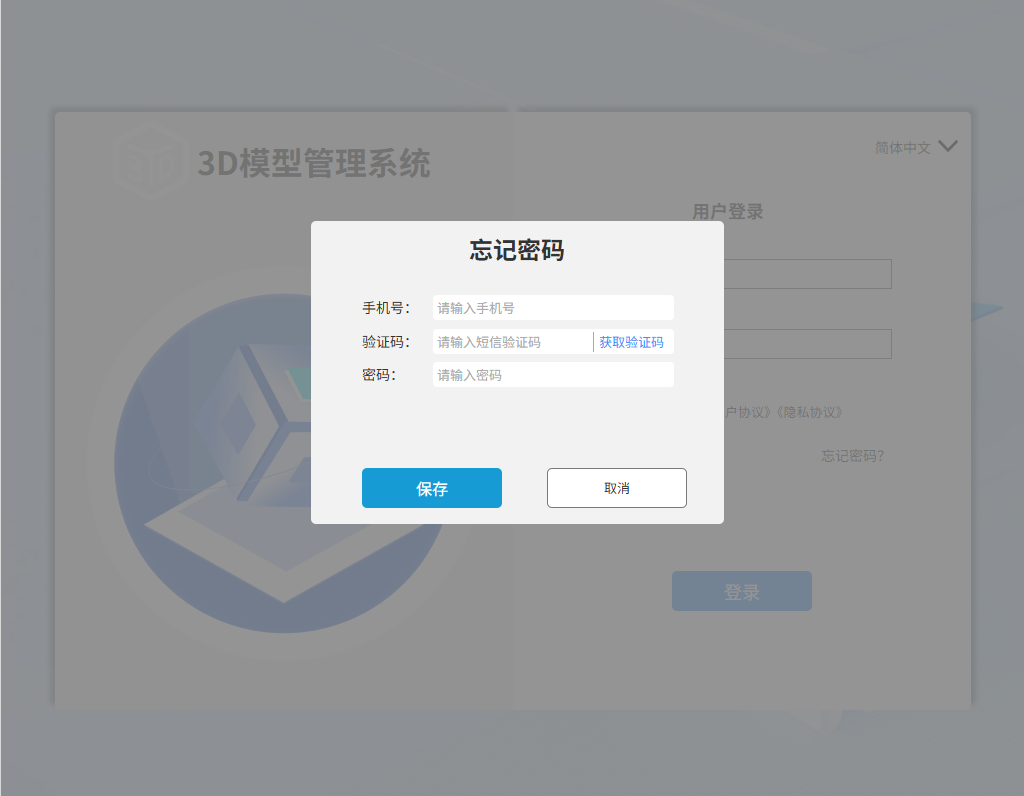 3D模型管理系统
简体中文
用户登录
忘记密码
手机号：
请输入手机号
验证码：
请输入短信验证码
获取验证码
密码：
请输入密码
户协议》《隐私协议》
忘记密码?
保存
取消
登录